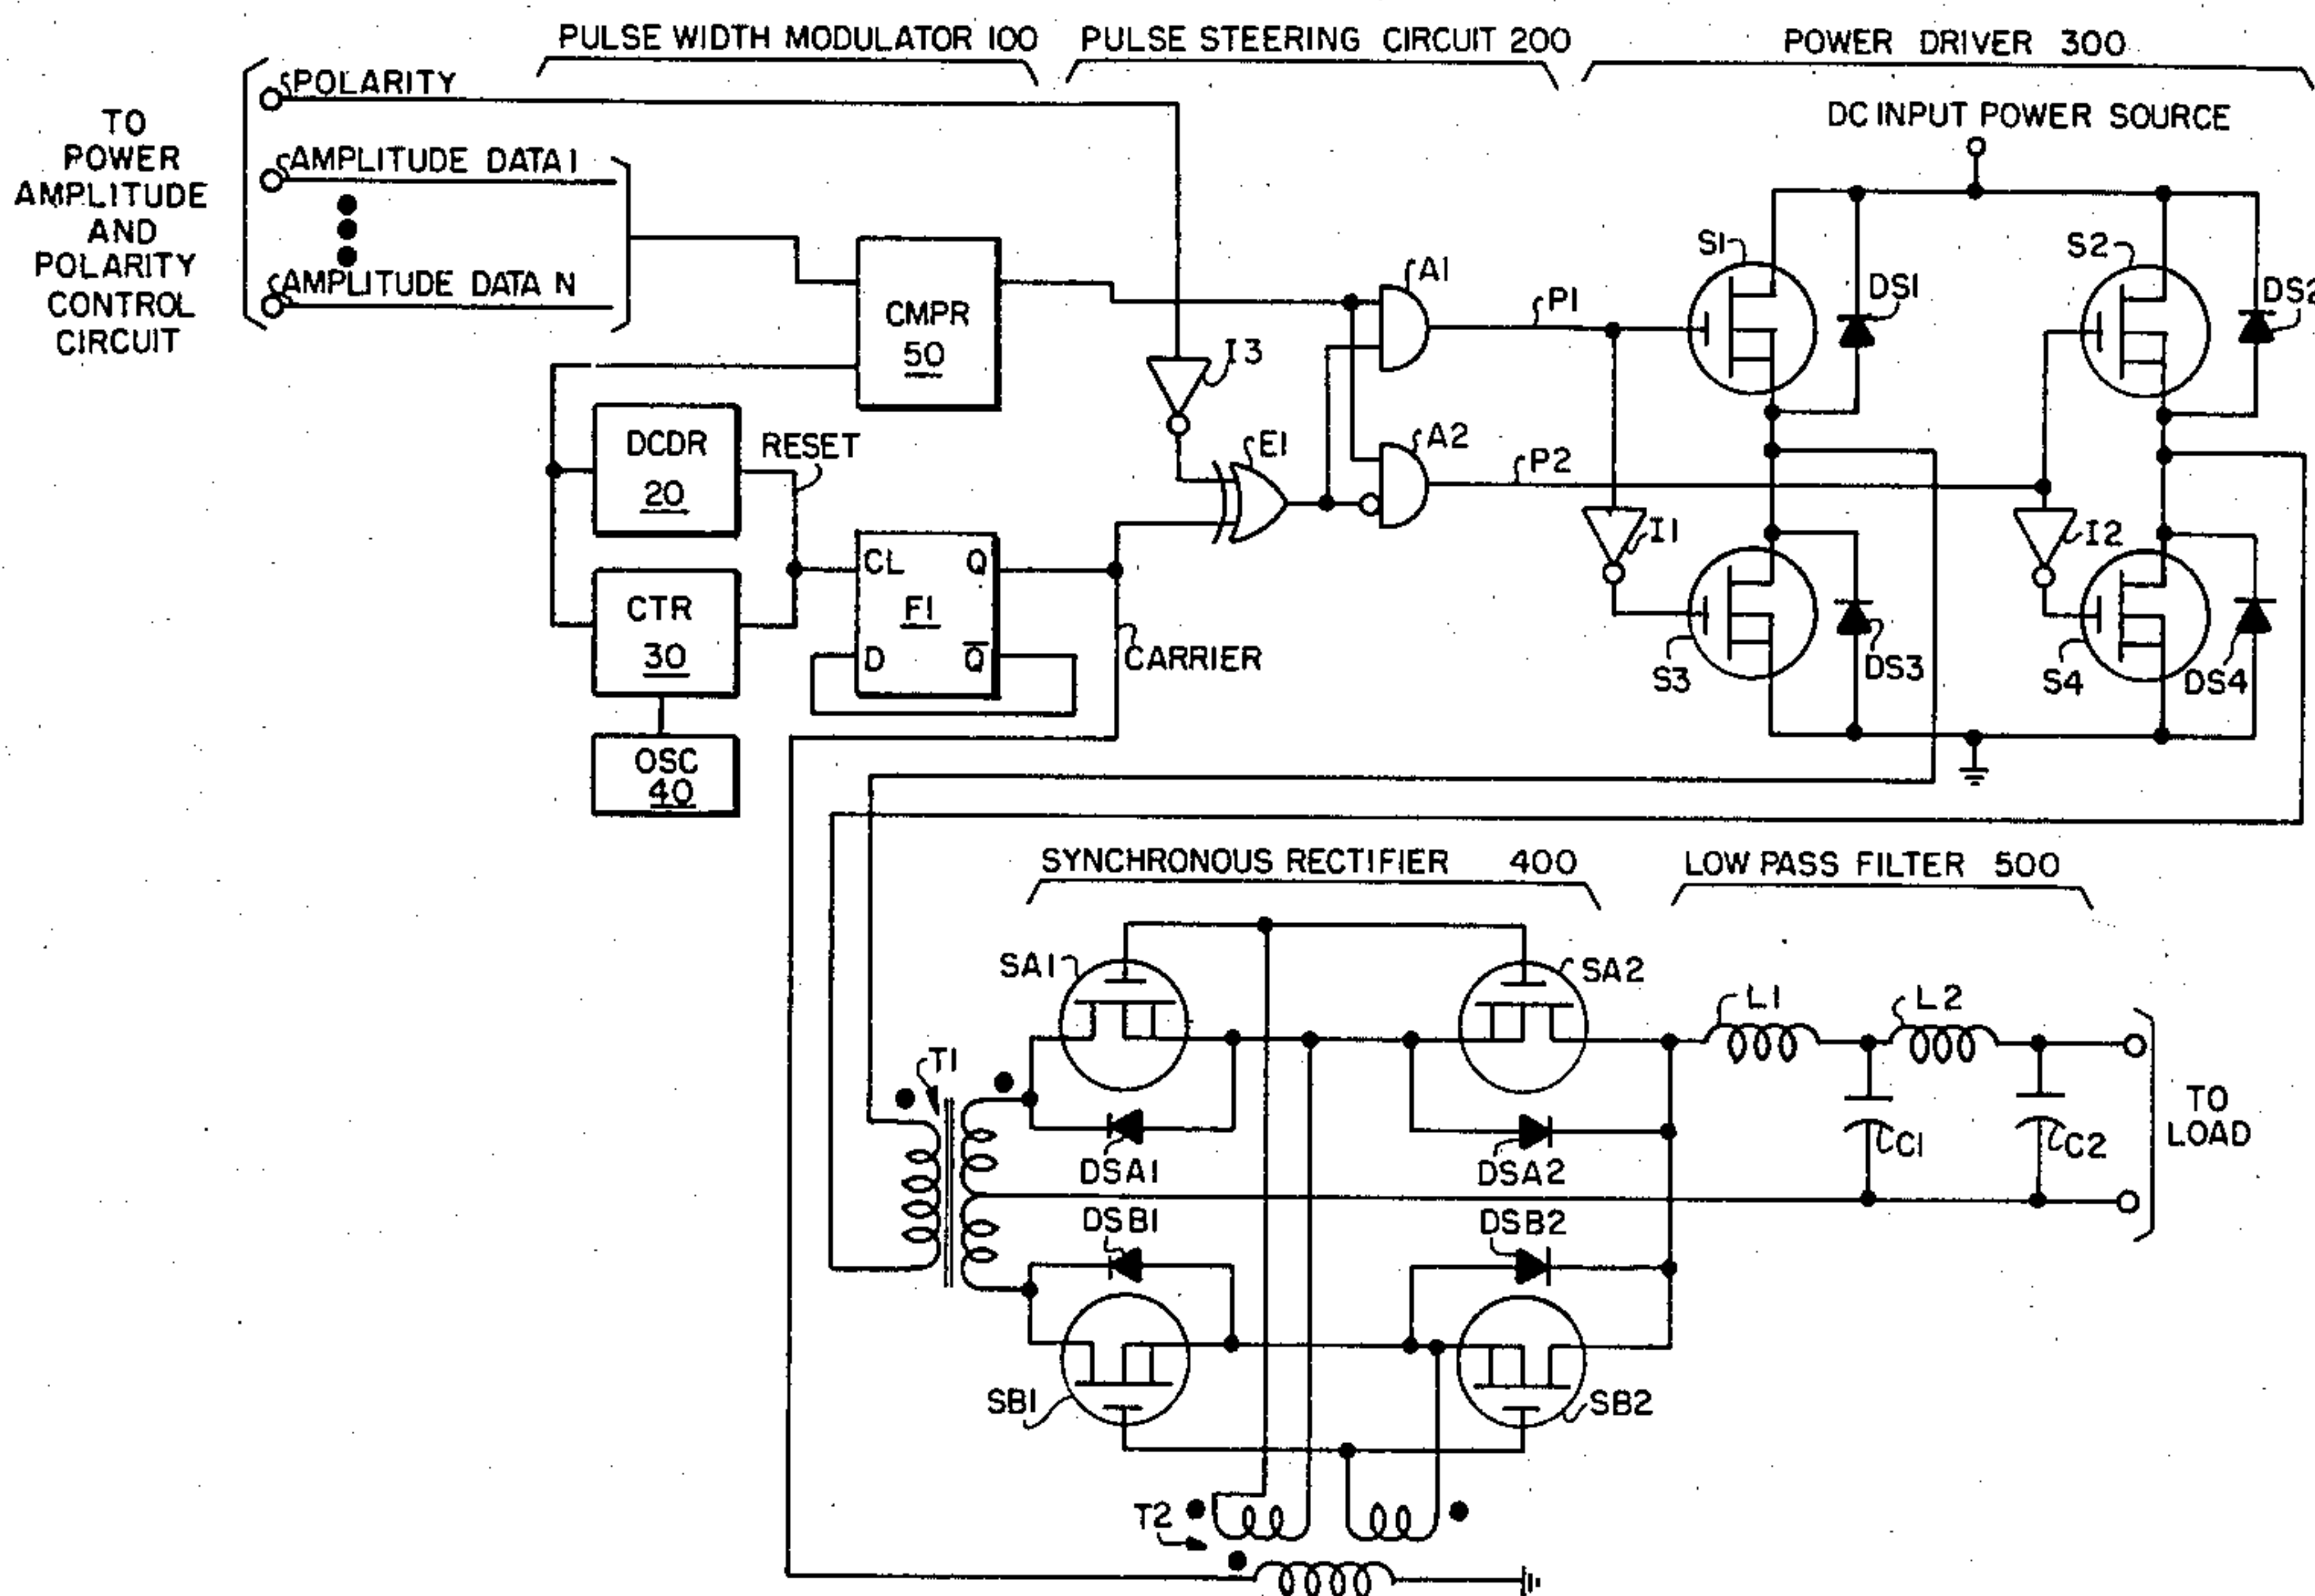 PULSE WIDTH MODULATOR 100
PULSE STEERING CIRCUIT 200
POWER DRIVER 300
TO
POWER
AMPLITUDE
AND
POLARITY
CONTROL
CIRCUIT
POLARITY
AMPLITUDE DATA 1
AMPLITUDE DATA N
DC INPUT POWER SOURCE
CMPR
50
DCDR
20
RESET
CTR
30
OSC
40
CL
Q
F1
D
Q̅
CARRIER
I3
E1
A1
A2
P1
P2
S1
DS1
S2
DS2
I1
S3
DS3
I2
S4
DS4
SYNCHRONOUS RECTIFIER 400
LOW PASS FILTER 500
SA1
SA2
L1
L2
T1
DSA1
DSA2
C1
C2
TO
LOAD
DSB1
DSB2
SB1
SB2
T2